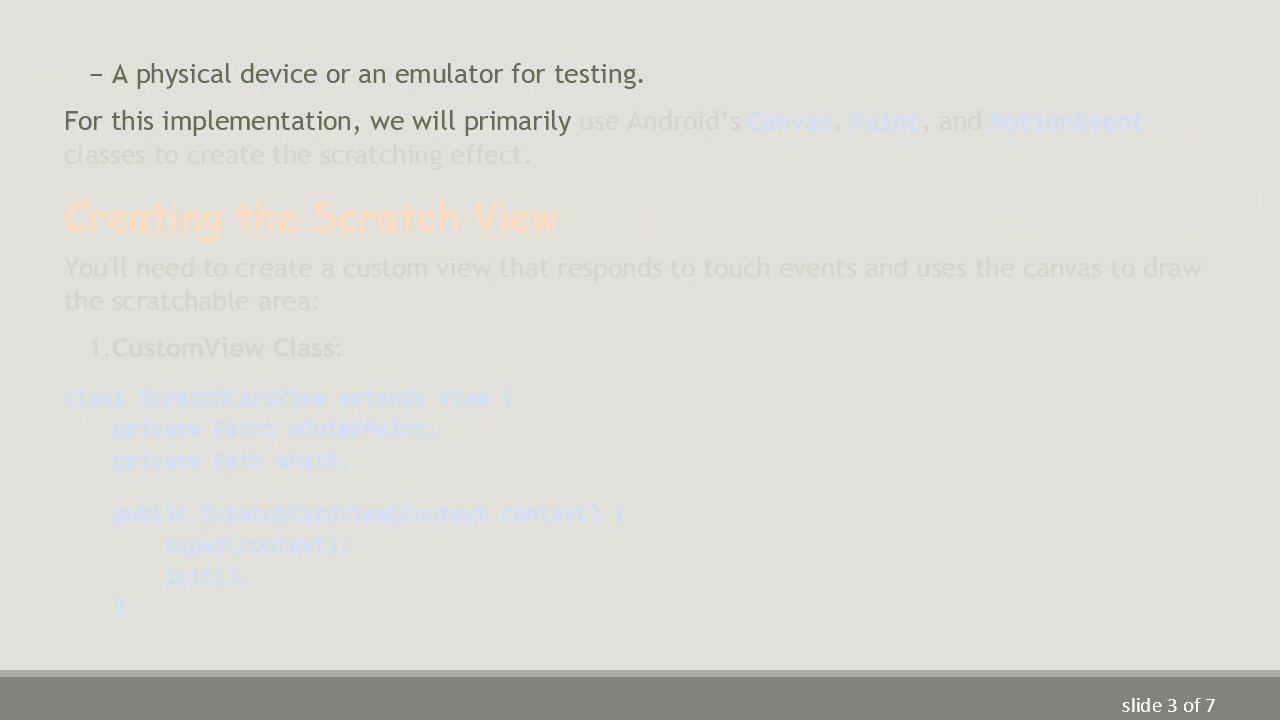 – A physical device or an emulator for testing.
For this implementation, we will primarily use Android's Canvas, Paint, and MotionEvent
classes to create the scratching effect.
Creating the Scratch View
You'll need to create a custom view that responds to touch events and uses the canvas to draw
the scratchable area:
1.CustomView Class:
class ScratchCardView extends View {
    private Paint mOuterPaint;
    private Path mPath;
    public ScratchCardView(Context context) {
        super(context);
        init();
    }
slide 3 of 7